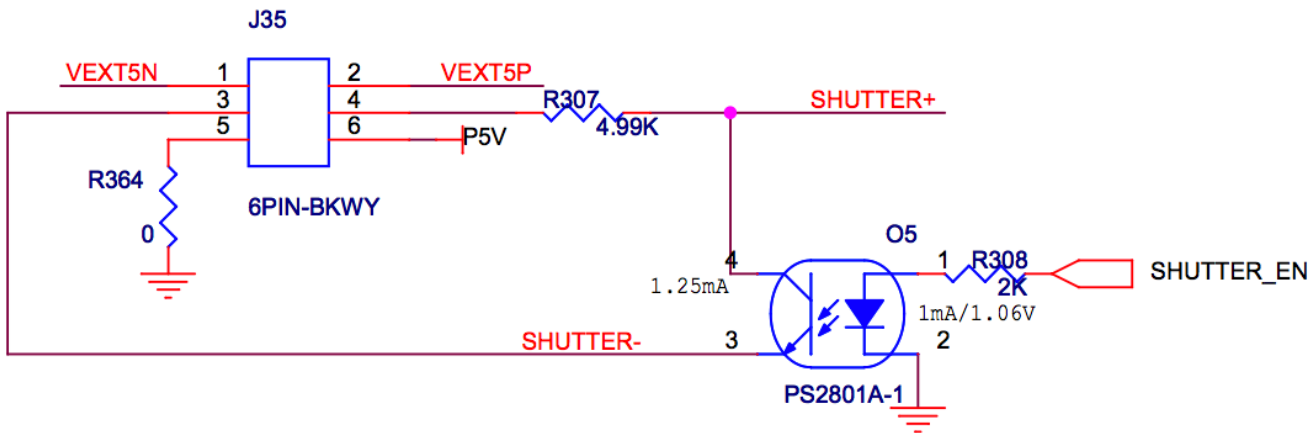 J35
VEXT5N 1 2 VEXT5P
3 4 R307 SHUTTER+
4.99K
5 6 P5V
R364
0
6PIN-BKWY
O5
4 1 R308 SHUTTER_EN
1.25mA 2K
1mA/1.06V
SHUTTER- 3 2
PS2801A-1